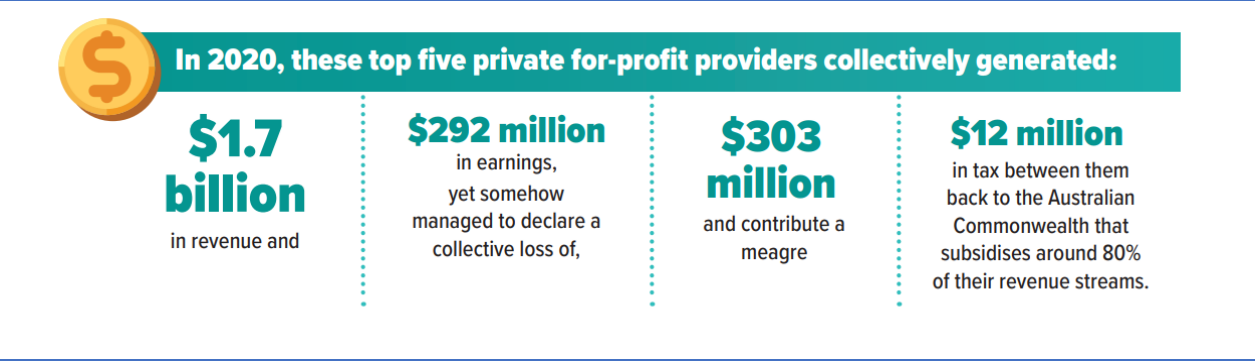 $
In 2020, these top five private for-profit providers collectively generated:
$1.7
billion
in revenue and
$292 million
in earnings,
yet somehow
managed to declare a
collective loss of,
$303
million
and contribute a
meagre
$12 million
in tax between them
back to the Australian
Commonwealth that
subsidises around 80%
of their revenue streams.